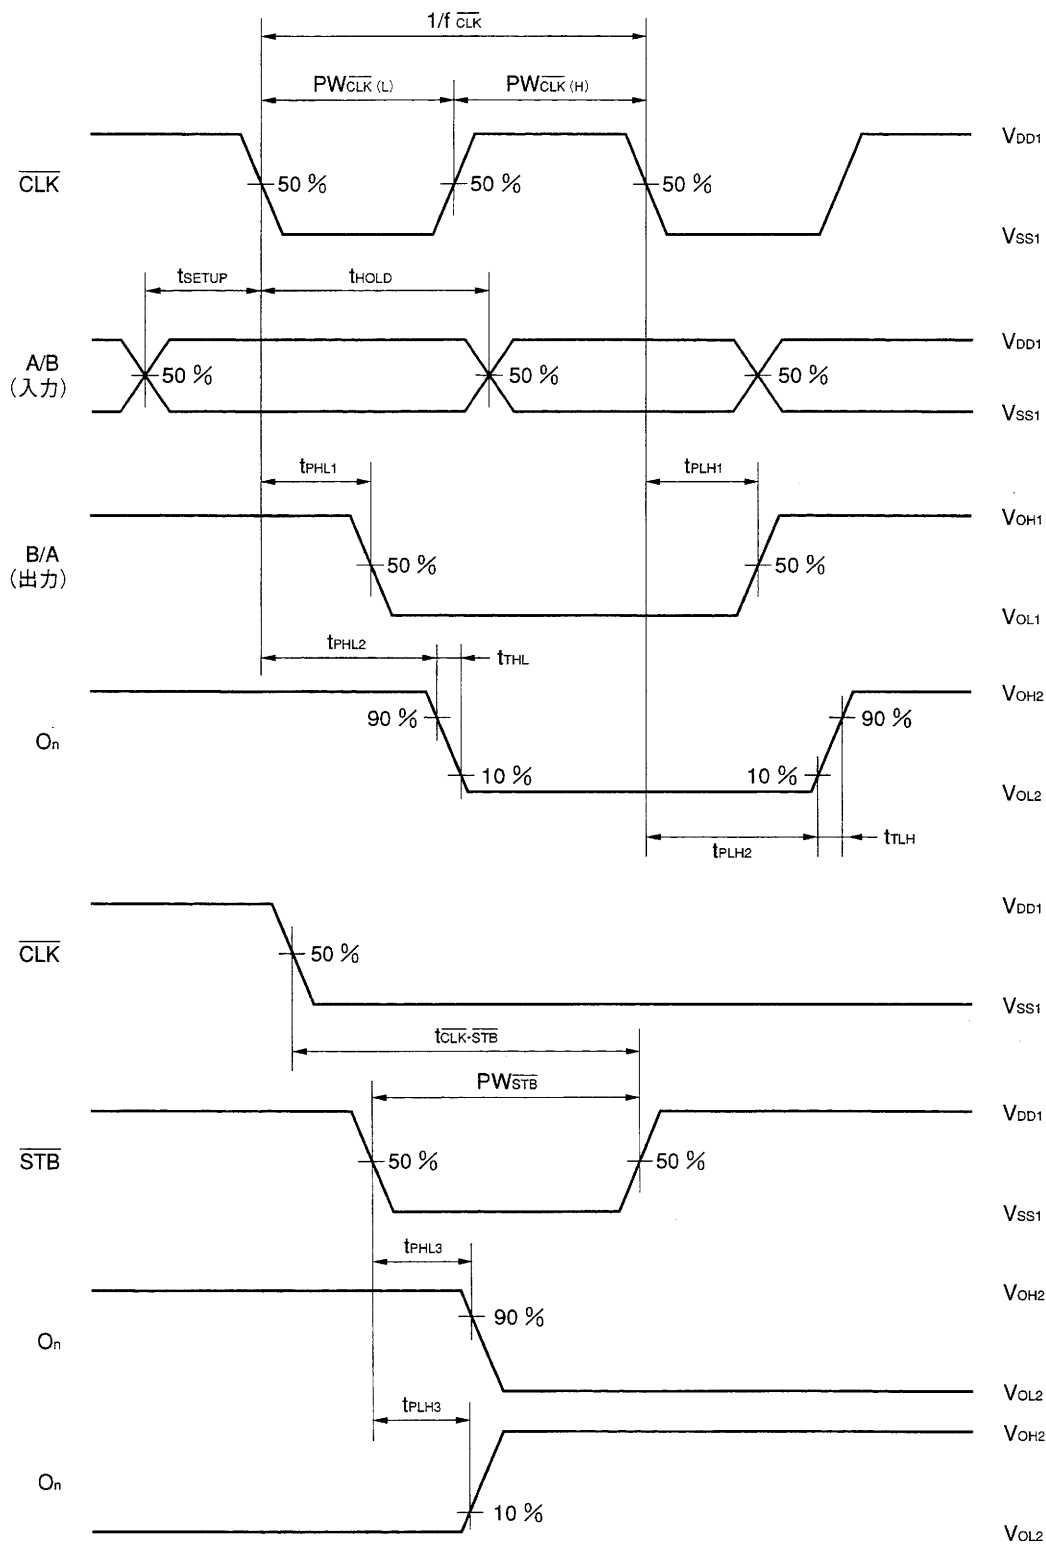 1/f CLK
PWCLK (L) PWCLK (H)
VDD1
CLK 50 % 50 % 50 %
VSS1
tSETUP tHOLD
VDD1
A/B
(入力) 50 % 50 % 50 %
VSS1
tPHL1 tPLH1
VOH1
B/A
(出力) 50 % 50 %
VOL1
tPHL2 tTHL
VOH2
90 % 90 %
On
10 % 10 %
VOL2
tPLH2 tTLH
VDD1
CLK 50 %
VSS1
tCLK-STB
PWSTB
VDD1
STB 50 % 50 %
VSS1
tPHL3
VOH2
90 %
On
VOL2
tPLH3
VOH2
On
10 %
VOL2